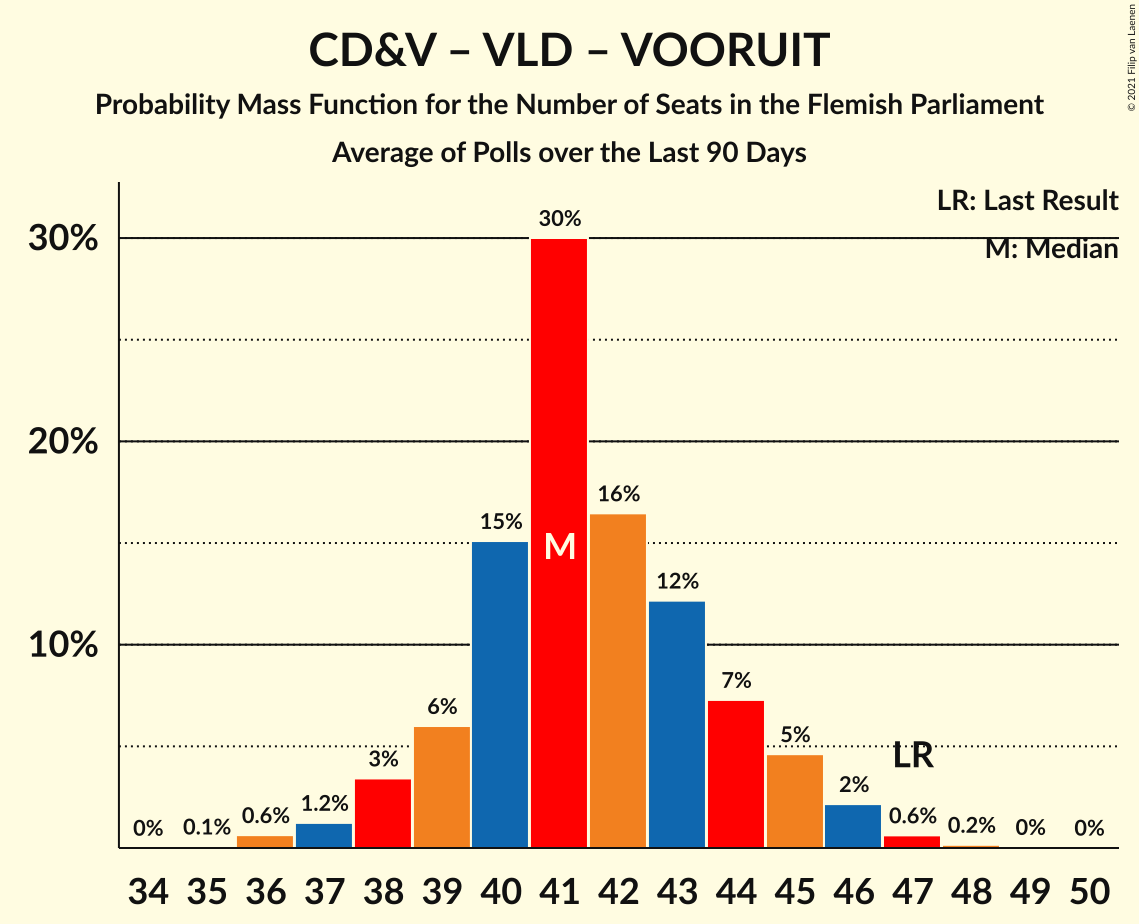 © 2021 Filip van Laenen
CD&V – VLD – VOORUIT
Probability Mass Function for the Number of Seats in the Flemish Parliament
Average of Polls over the Last 90 Days
LR: Last Result
M: Median
30%
20%
10%
0%
0.1%
0.6%
1.2%
3%
6%
15%
30%
16%
12%
7%
5%
2%
0.6%
0.2%
0%
0%
M
LR
34 35 36 37 38 39 40 41 42 43 44 45 46 47 48 49 50